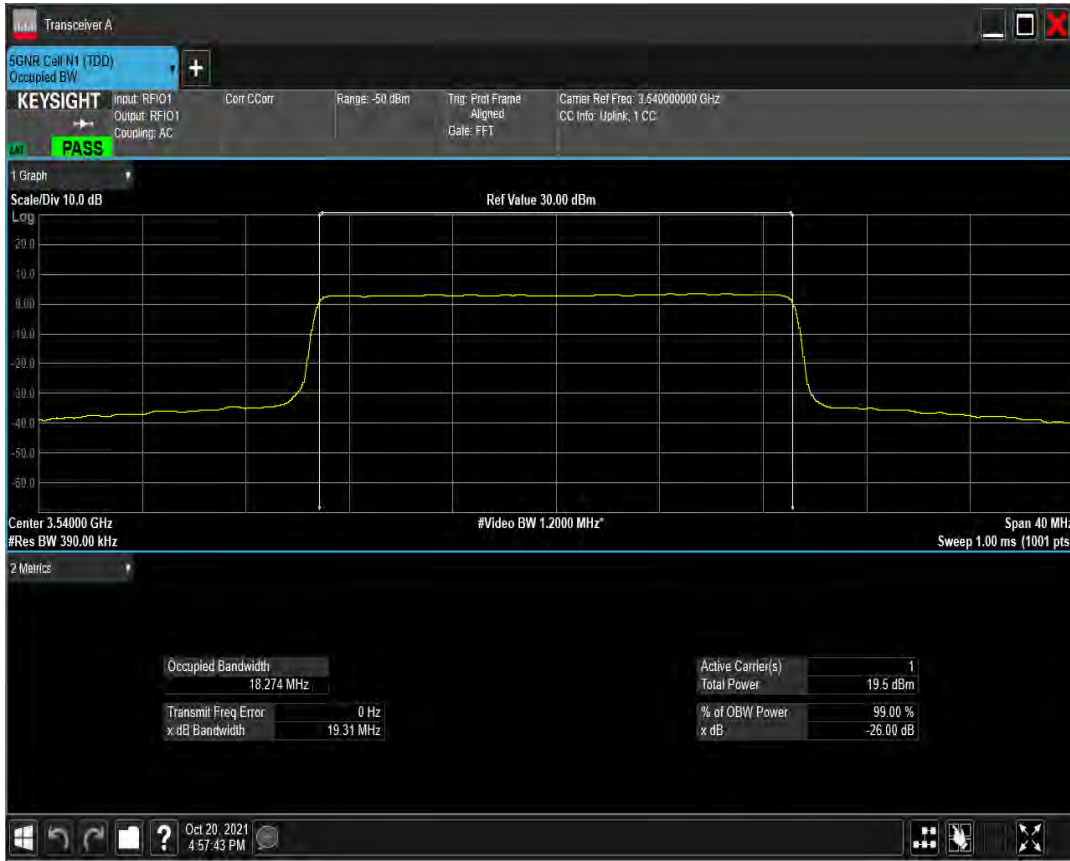 Transceiver A
5GNR Cell N1 (TDD)
Occupied BW
+
KEYSIGHT
Input: RFIO1
Output: RFIO1
Coupling: AC
Corr CCorr
Range: -50 dBm
Trig: Prot Frame
Aligned
Gate: FFT
Carrier Ref Freq: 3.540000000 GHz
CC Info: Uplink, 1 CC
PASS
1 Graph
Scale/Div 10.0 dB
Ref Value 30.00 dBm
Log
20.0
10.0
0.00
-10.0
-20.0
-30.0
-40.0
-50.0
-60.0
Center 3.54000 GHz
#Video BW 1.2000 MHz*
Span 40 MHz
#Res BW 390.00 kHz
Sweep 1.00 ms (1001 pts
2 Metrics
Occupied Bandwidth
18.274 MHz
Transmit Freq Error 0 Hz
x dB Bandwidth 19.31 MHz
Active Carrier(s) 1
Total Power 19.5 dBm
% of OBW Power 99.00 %
x dB -26.00 dB
?
Oct 20, 2021
4:57:43 PM